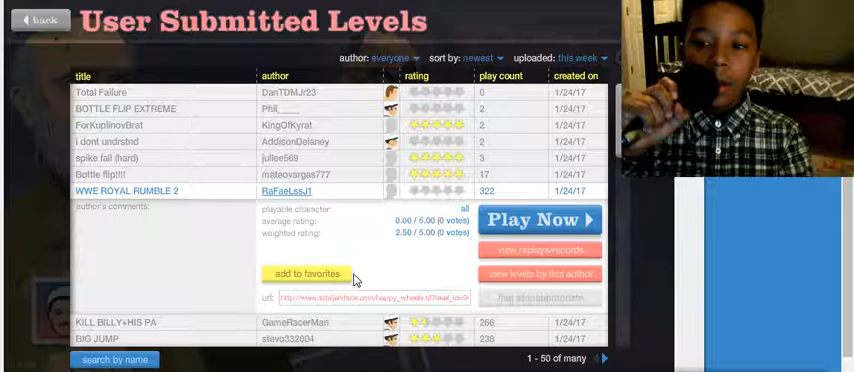 back
User Submitted Levels
author: everyone sort by: newest uploaded: this week
title author rating play count created on
Total Failure DanTDMJr23 0 1/24/17
BOTTLE FLIP EXTREME Phil____ 2 1/24/17
ForKuplinovBrat KingOfKyrat 2 1/24/17
i dont undrstnd AddisonDelaney 2 1/24/17
spike fall (hard) jullee569 3 1/24/17
Bottle flip!!!! mateovargas777 17 1/24/17
WWE ROYAL RUMBLE 2 RaFaeLssJ1 322 1/24/17
author's comments: playable character: all
average rating: 0.00 / 5.00 (0 votes)
weighted rating: 2.50 / 5.00 (0 votes)
Play Now
view replays/records
add to favorites
view levels by this author
url:
KILL BILLY+HIS PA GameRacerMan 266 1/24/17
BIG JUMP stevo332004 238 1/24/17
search by name
1 - 50 of many